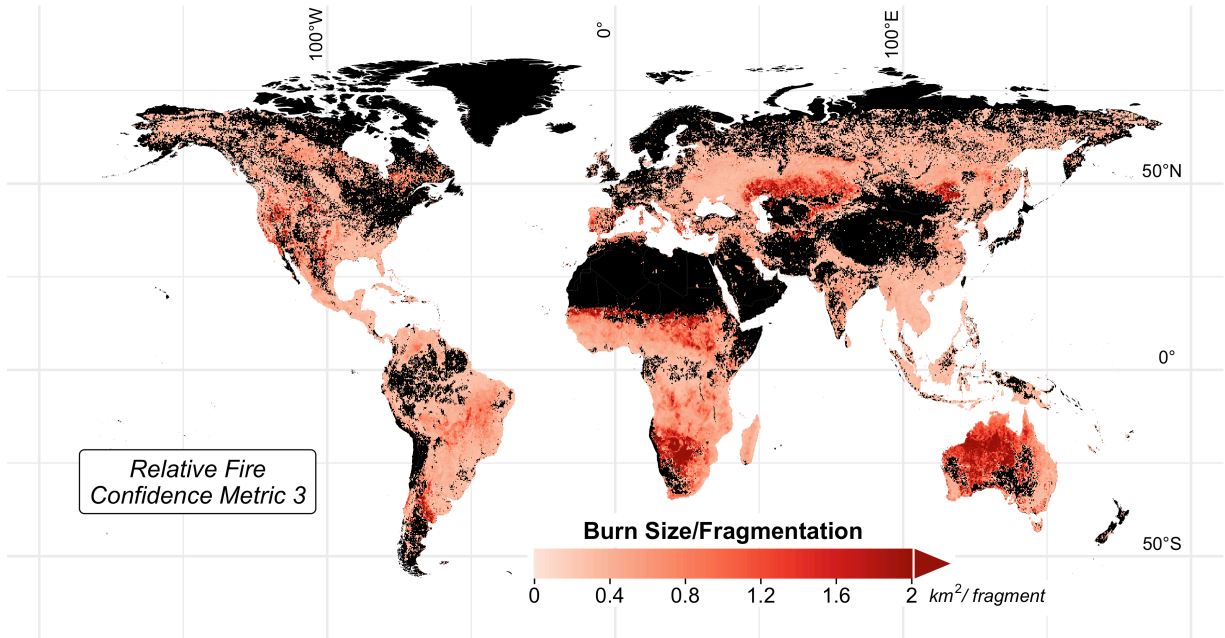 100°W
0°
100°E
50°N
0°
50°S
Relative Fire
Confidence Metric 3
Burn Size/Fragmentation
0 0.4 0.8 1.2 1.6 2 km²/ fragment